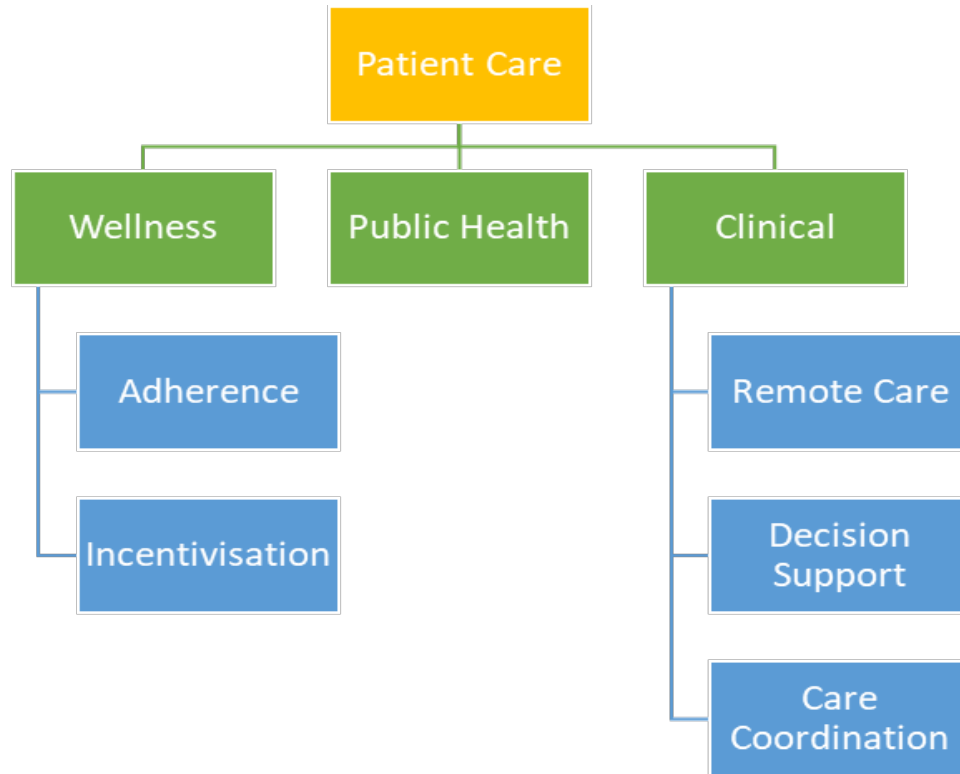 Patient Care
Wellness
Public Health
Clinical
Adherence
Incentivisation
Remote Care
Decision
Support
Care
Coordination